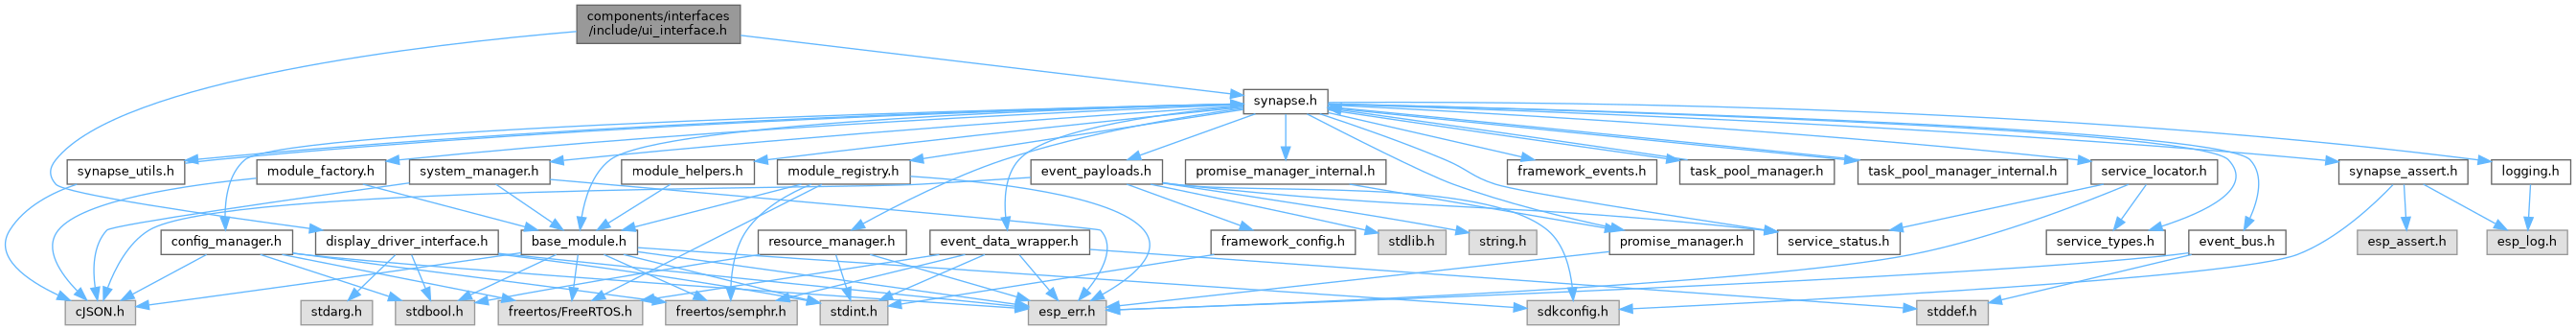 components/interfaces
/include/ui_interface.h
synapse.h
synapse_utils.h
module_factory.h
system_manager.h
module_helpers.h
module_registry.h
event_payloads.h
promise_manager_internal.h
framework_events.h
task_pool_manager.h
task_pool_manager_internal.h
service_locator.h
synapse_assert.h
logging.h
config_manager.h
display_driver_interface.h
base_module.h
resource_manager.h
event_data_wrapper.h
framework_config.h
stdlib.h
string.h
promise_manager.h
service_status.h
service_types.h
event_bus.h
esp_assert.h
esp_log.h
cJSON.h
stdarg.h
stdbool.h
freertos/FreeRTOS.h
freertos/semphr.h
stdint.h
esp_err.h
sdkconfig.h
stddef.h